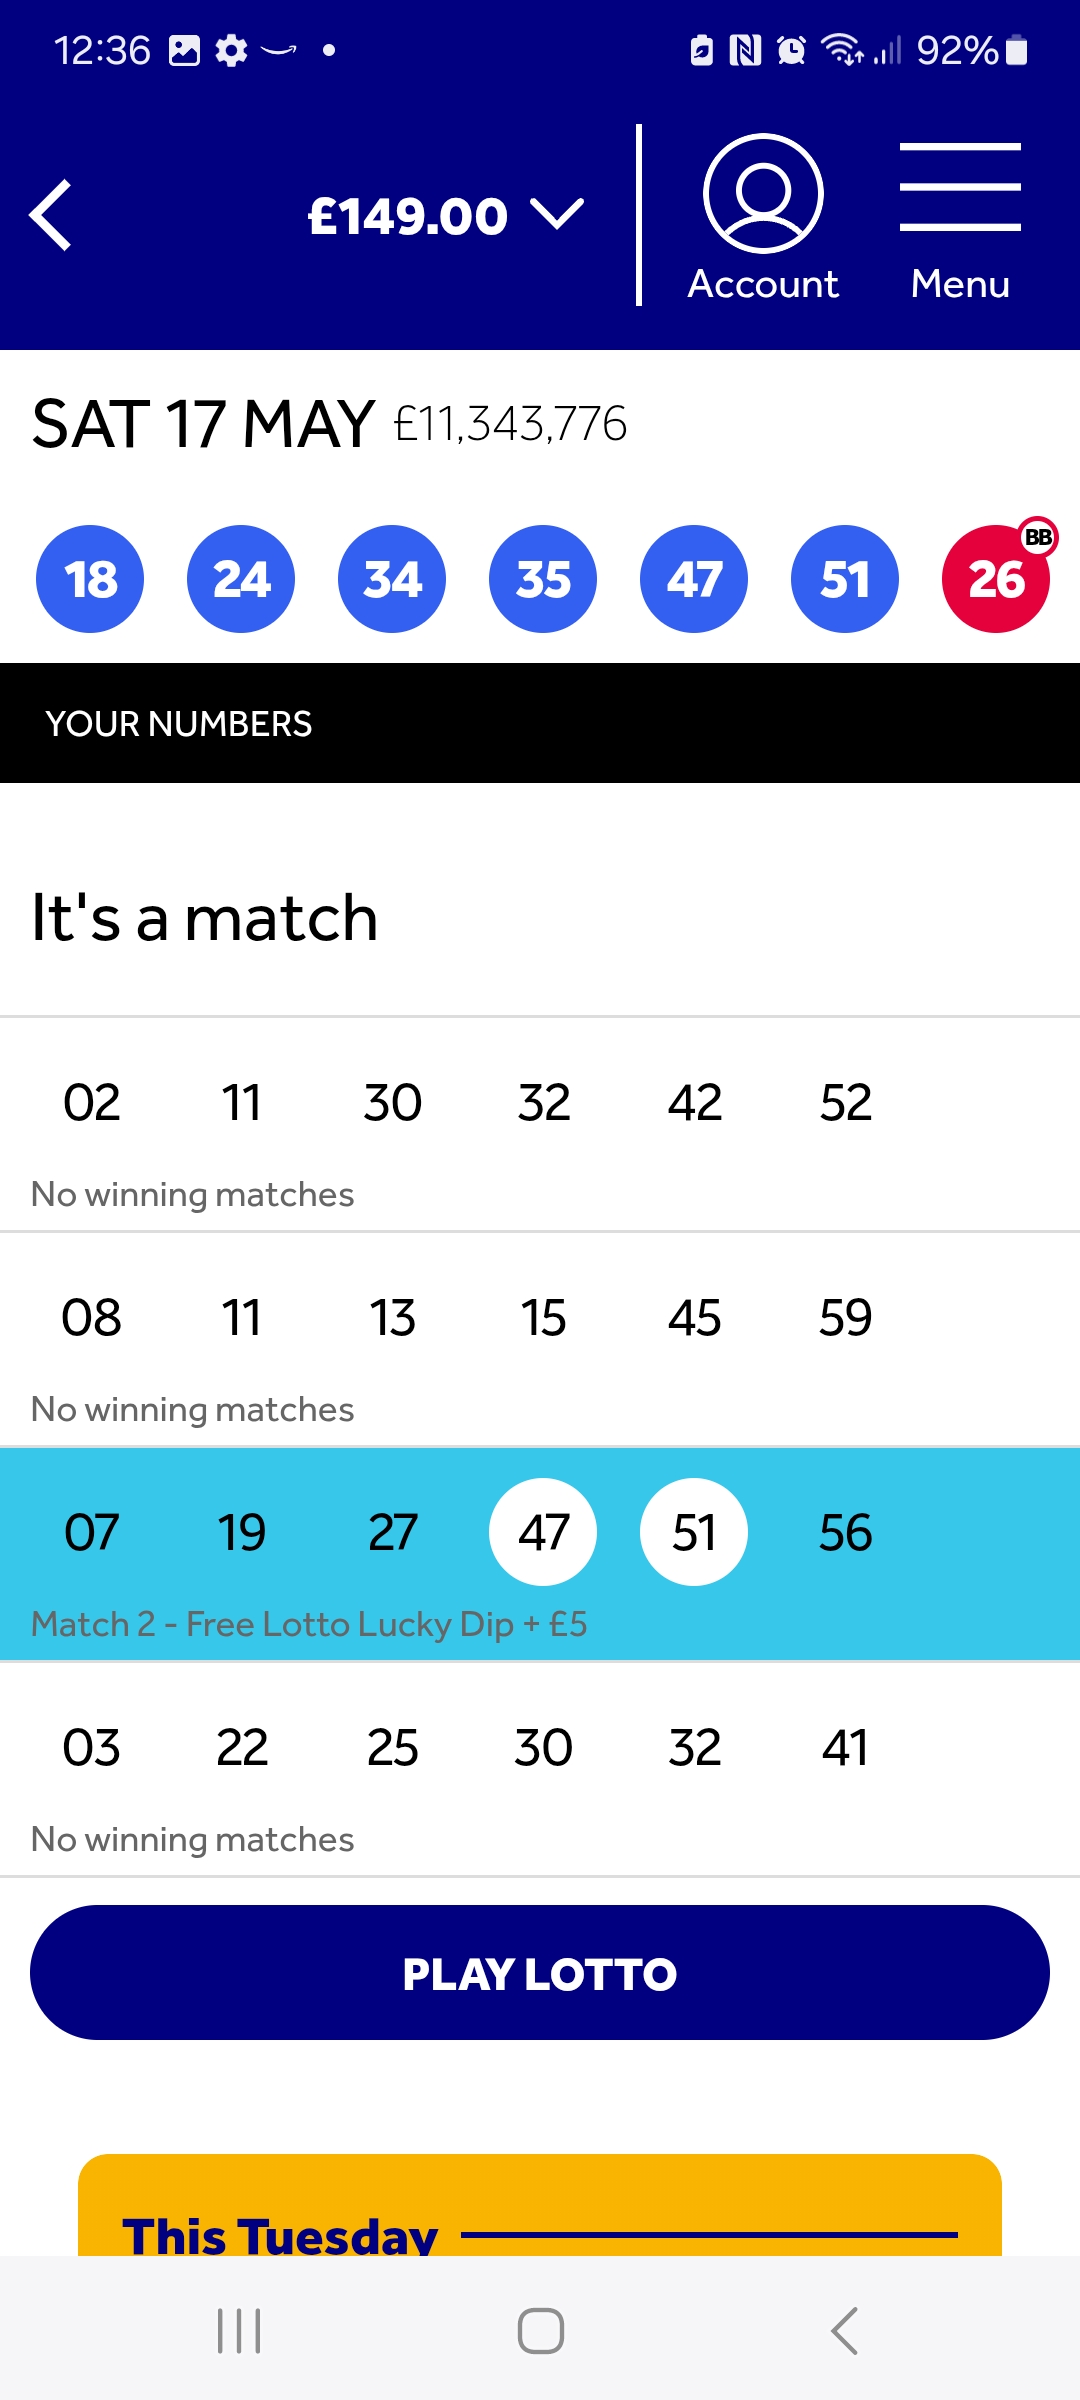 12:36 92%
£149.00
Account Menu
SAT 17 MAY £11,343,776
BB
18 24 34 35 47 51 26
YOUR NUMBERS
It's a match
02 11 30 32 42 52
No winning matches
08 11 13 15 45 59
No winning matches
07 19 27 47 51 56
Match 2 - Free Lotto Lucky Dip + £5
03 22 25 30 32 41
No winning matches
PLAY LOTTO
This Tuesday